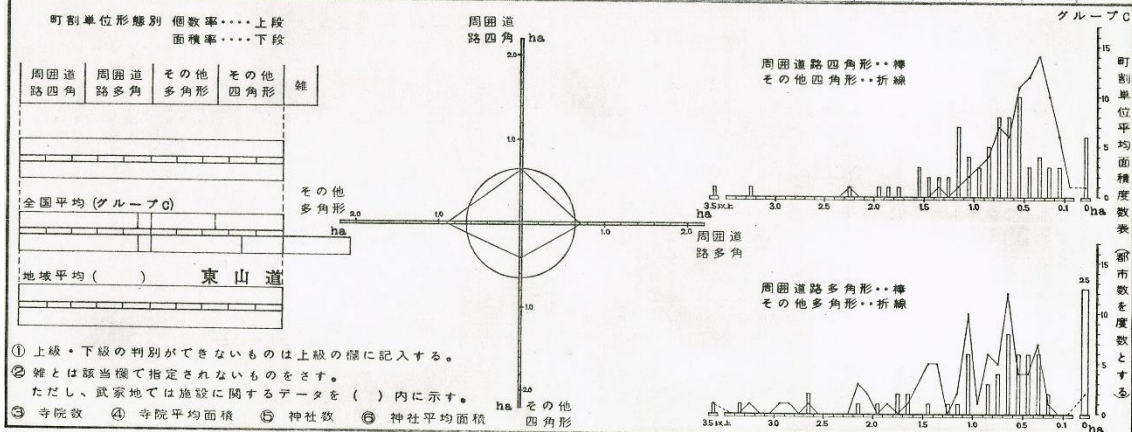 町割単位形態別 個数率‥‥上段
面積率‥‥下段
周囲道路四角
周囲道路多角
その他多角形
その他四角形
雑
全国平均(グループC)
地域平均( ) 東山道
① 上級・下級の判別ができないものは上級の欄に記入する。
② 雑とは該当欄で指定されないものをさす。
ただし、武家地では施設に関するデータを( )内に示す。
③ 寺院数 ④ 寺院平均面積 ⑤ 神社数 ⑥ 神社平均面積
周囲道
路四角
ha
2.0
1.0
その他
多角形
2.0
1.0
ha
1.0
2.0
ha
周囲道
路多角
1.0
2.0
ha
その他
四角形
グループC
周囲道路四角形‥棒
その他四角形‥折線
15
10
5
0
3.5以上
3.0
2.5
2.0
1.5
1.0
0.5
0.1
0
ha
周囲道路多角形‥棒
その他多角形‥折線
25
15
10
5
0
3.5以上
3.0
2.5
2.0
1.5
1.0
0.5
0.1
0
ha
町割単位平均面積度数表(都市数を度数とする)